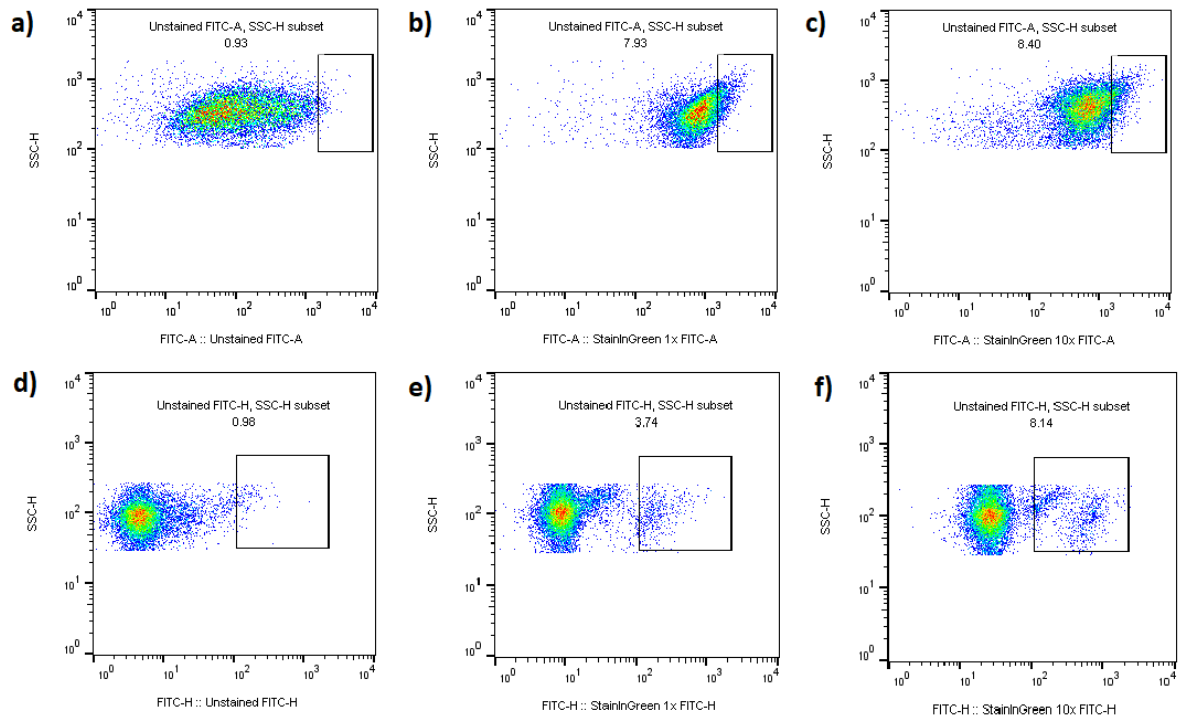 a)
Unstained FITC-A, SSC-H subset
0.93
10^4
10^3
10^2
10^1
10^0
SSC-H
10^0 10^1 10^2 10^3 10^4
FITC-A :: Unstained FITC-A
b)
Unstained FITC-A, SSC-H subset
7.93
10^4
10^3
10^2
10^1
10^0
SSC-H
10^0 10^1 10^2 10^3 10^4
FITC-A :: StainInGreen 1x FITC-A
c)
Unstained FITC-A, SSC-H subset
8.40
10^4
10^3
10^2
10^1
10^0
SSC-H
10^0 10^1 10^2 10^3 10^4
FITC-A :: StainInGreen 10x FITC-A
d)
Unstained FITC-H, SSC-H subset
0.98
10^4
10^3
10^2
10^1
10^0
SSC-H
10^0 10^1 10^2 10^3 10^4
FITC-H :: Unstained FITC-H
e)
Unstained FITC-H, SSC-H subset
3.74
10^4
10^3
10^2
10^1
10^0
SSC-H
10^0 10^1 10^2 10^3 10^4
FITC-H :: StainInGreen 1x FITC-H
f)
Unstained FITC-H, SSC-H subset
8.14
10^4
10^3
10^2
10^1
10^0
SSC-H
10^0 10^1 10^2 10^3 10^4
FITC-H :: StainInGreen 10x FITC-H